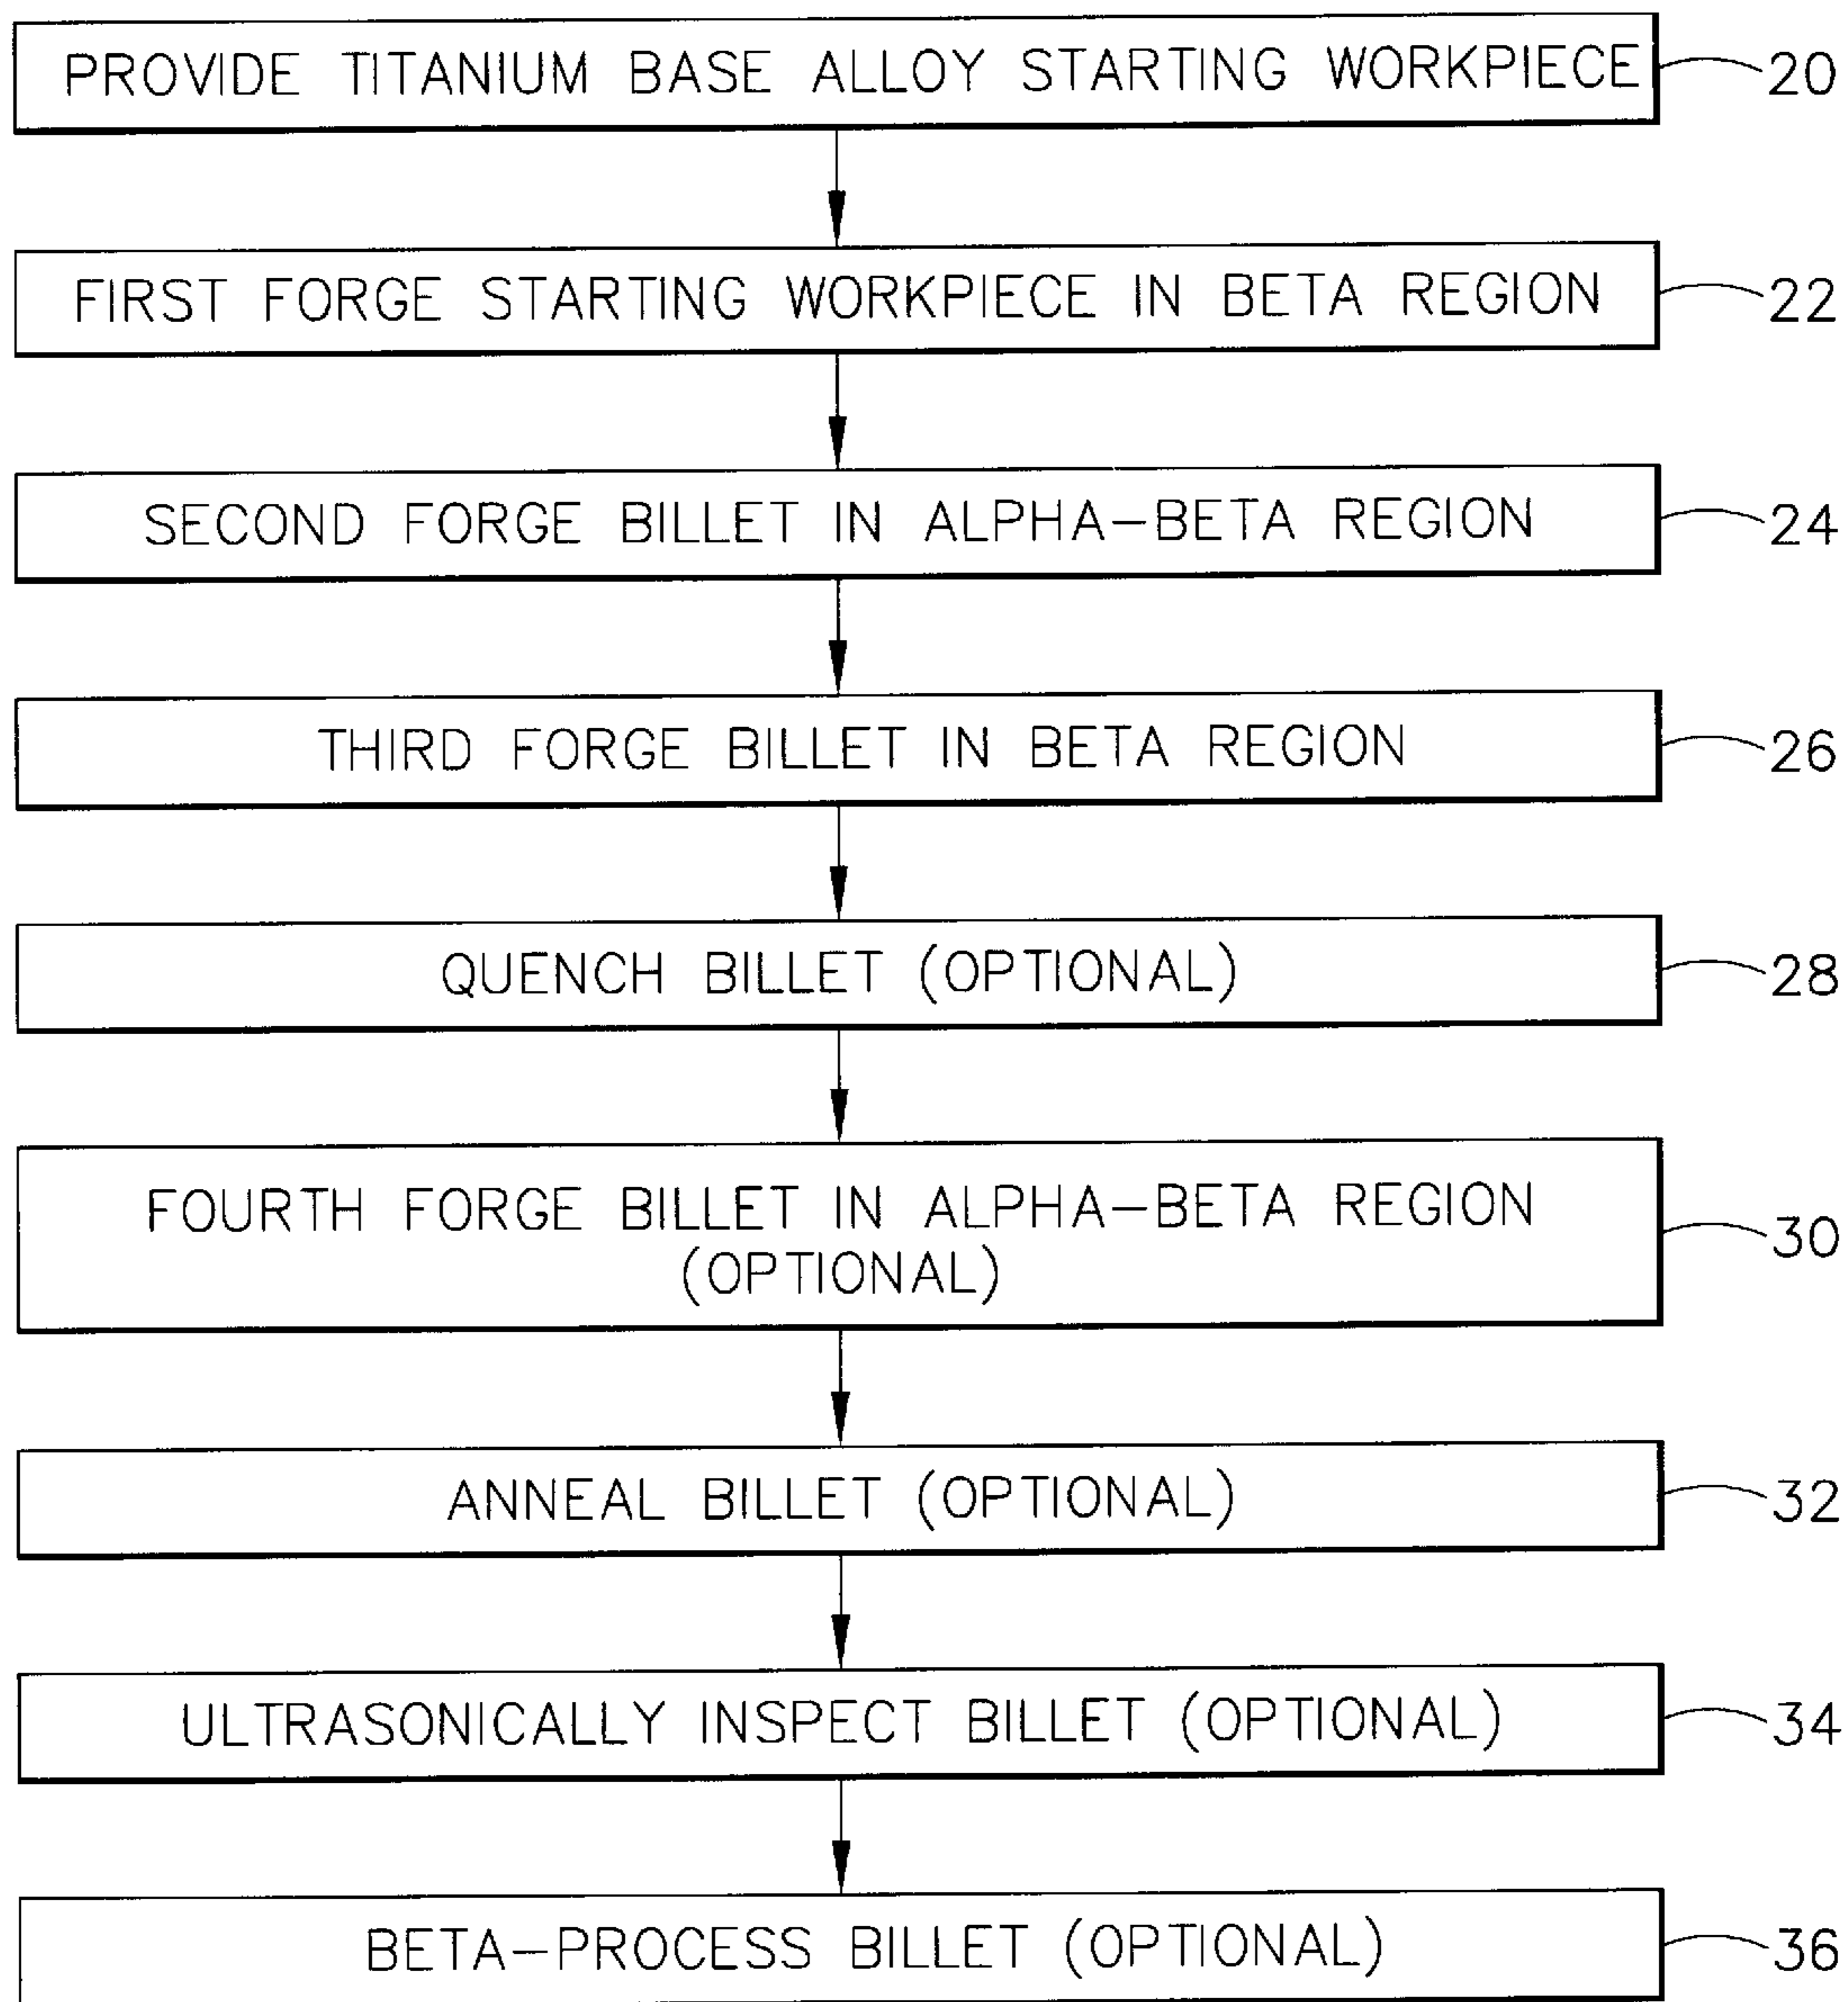 PROVIDE TITANIUM BASE ALLOY STARTING WORKPIECE 20
FIRST FORGE STARTING WORKPIECE IN BETA REGION 22
SECOND FORGE BILLET IN ALPHA-BETA REGION 24
THIRD FORGE BILLET IN BETA REGION 26
QUENCH BILLET (OPTIONAL) 28
FOURTH FORGE BILLET IN ALPHA-BETA REGION
(OPTIONAL)
30
ANNEAL BILLET (OPTIONAL) 32
ULTRASONICALLY INSPECT BILLET (OPTIONAL) 34
BETA-PROCESS BILLET (OPTIONAL) 36